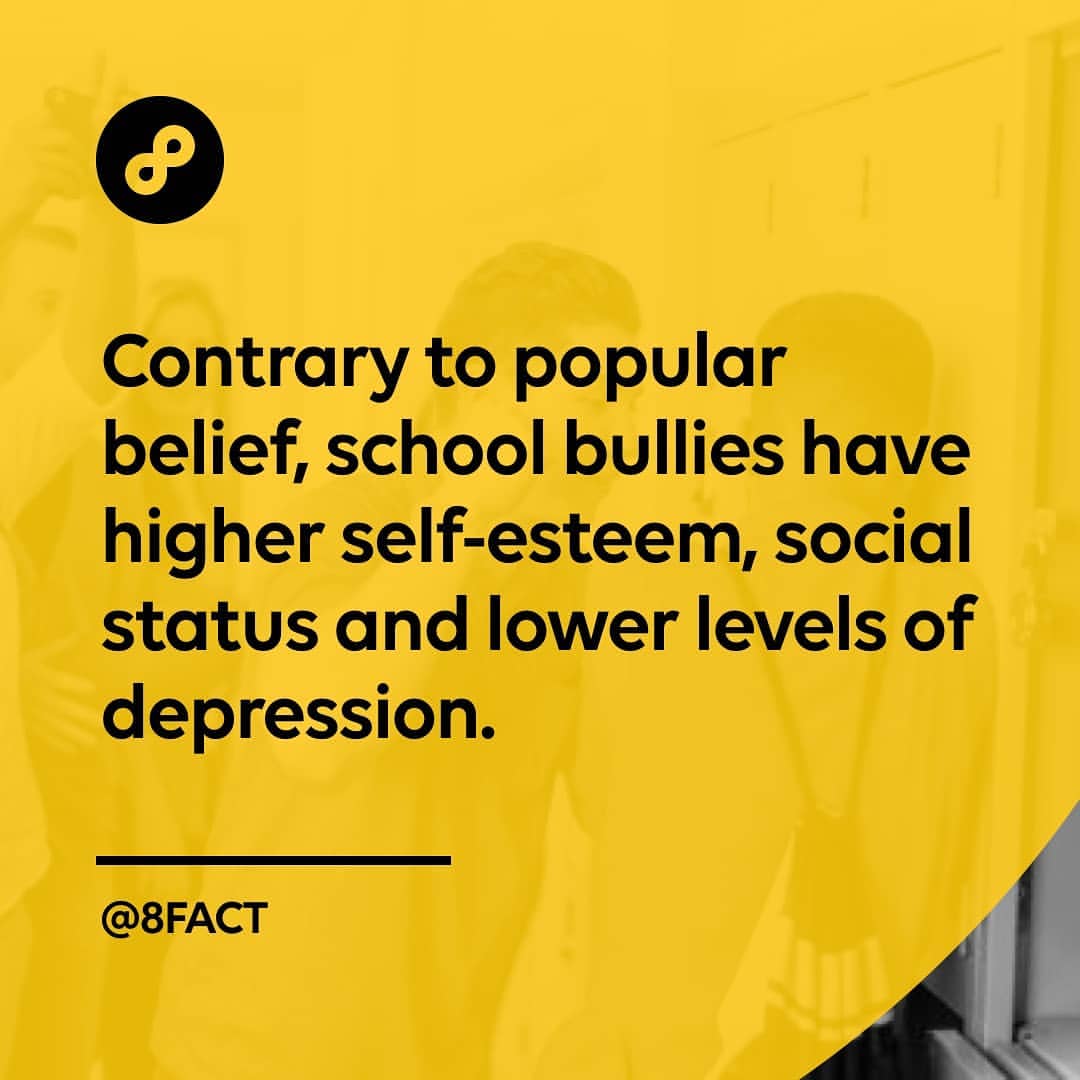 Contrary to popular
belief, school bullies have
higher self-esteem, social
status and lower levels of
depression.
@8FACT